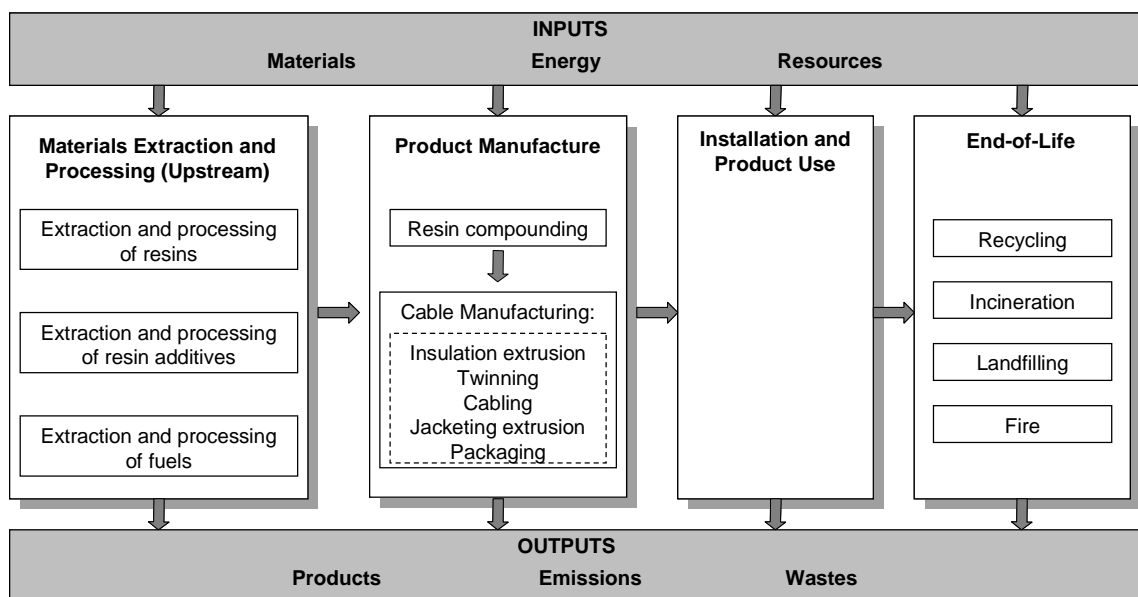 INPUTS
Materials Energy Resources
Materials Extraction and
Processing (Upstream)
Extraction and processing
of resins
Extraction and processing
of resin additives
Extraction and processing
of fuels
Product Manufacture
Resin compounding
Cable Manufacturing:
Insulation extrusion
Twinning
Cabling
Jacketing extrusion
Packaging
Installation and
Product Use
End-of-Life
Recycling
Incineration
Landfilling
Fire
OUTPUTS
Products Emissions Wastes